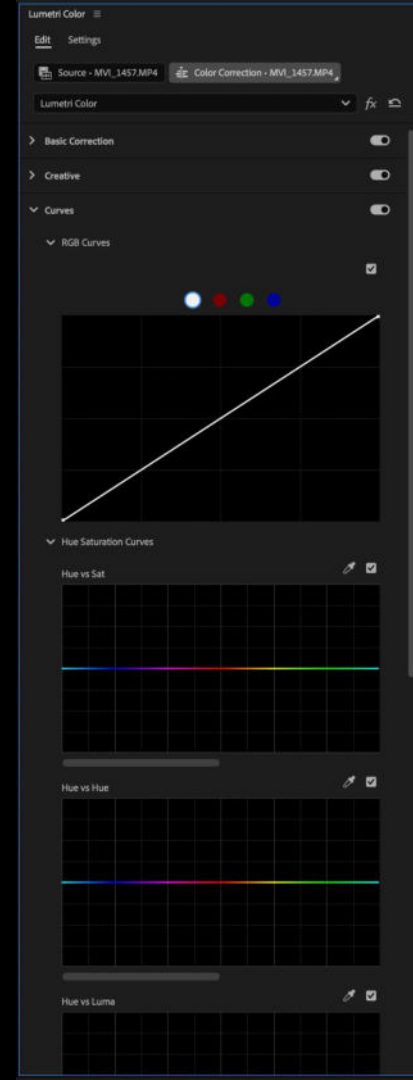 Lumetri Color
Edit Settings
Source - MVI_1457.MP4 Color Correction - MVI_1457.MP4
Lumetri Color fx
Basic Correction
Creative
Curves
RGB Curves
Hue Saturation Curves
Hue vs Sat
Hue vs Hue
Hue vs Luma